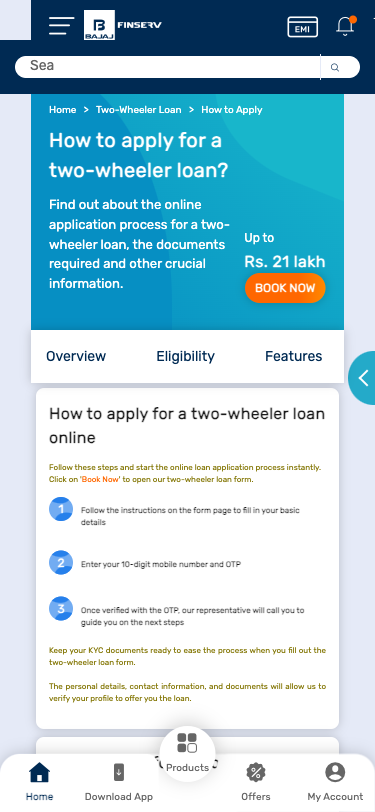 BAJAJ FINSERV
EMI
Sea
Home > Two-Wheeler Loan > How to Apply
How to apply for a
two-wheeler loan?
Find out about the online
application process for a two-
wheeler loan, the documents
required and other crucial
information.
Up to
Rs. 21 lakh
BOOK NOW
Overview Eligibility Features
How to apply for a two-wheeler loan
online
Follow these steps and start the online loan application process instantly.
Click on 'Book Now' to open our two-wheeler loan form.
1 Follow the instructions on the form page to fill in your basic
details
2 Enter your 10-digit mobile number and OTP
3 Once verified with the OTP, our representative will call you to
guide you on the next steps
Keep your KYC documents ready to ease the process when you fill out the
two-wheeler loan form.
The personal details, contact information, and documents will allow us to
verify your profile to offer you the loan.
Products
Home Download App Offers My Account